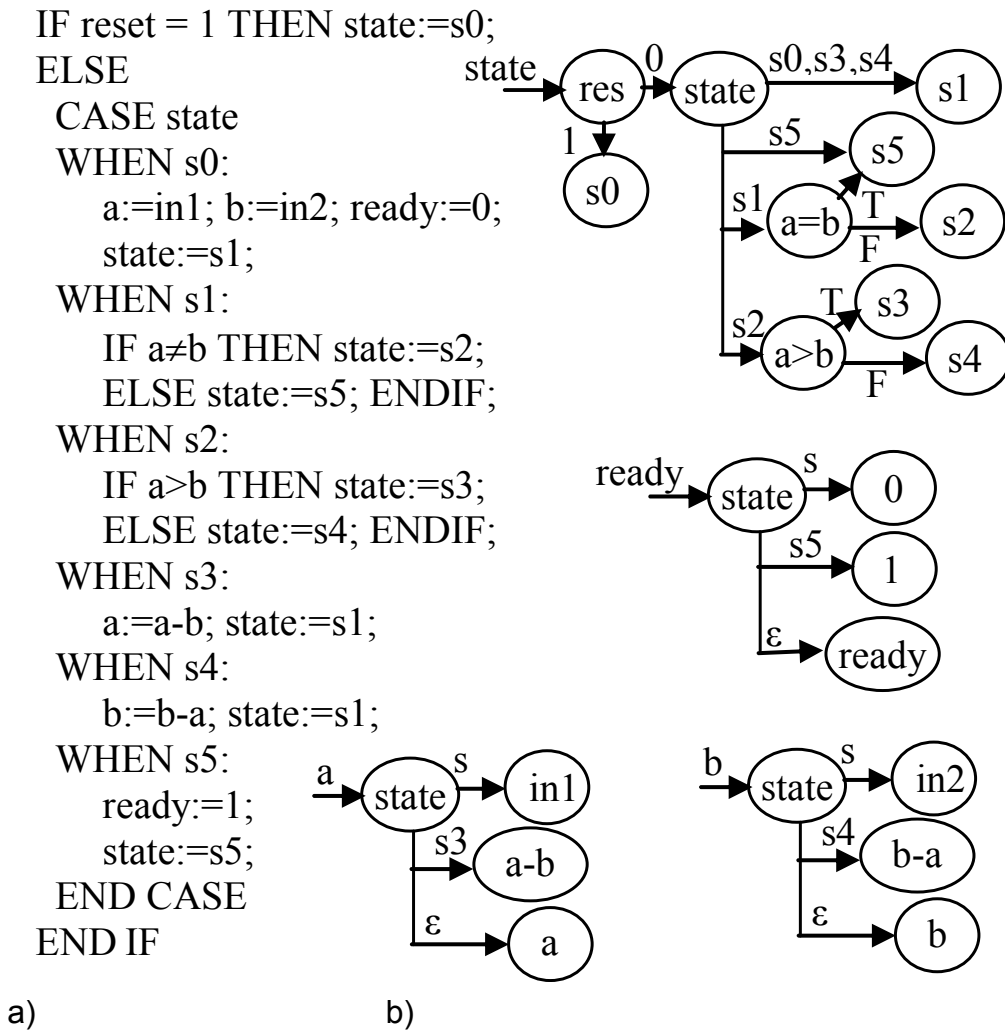 IF reset = 1 THEN state:=s0;
ELSE
CASE state
WHEN s0:
a:=in1; b:=in2; ready:=0;
state:=s1;
WHEN s1:
IF a≠b THEN state:=s2;
ELSE state:=s5; ENDIF;
WHEN s2:
IF a>b THEN state:=s3;
ELSE state:=s4; ENDIF;
WHEN s3:
a:=a-b; state:=s1;
WHEN s4:
b:=b-a; state:=s1;
WHEN s5:
ready:=1;
state:=s5;
END CASE
END IF
a)
state
res
0
state
s0,s3,s4
s1
1
s0
s5
s5
s1
a=b
T
F
s2
s2
a>b
T
s3
F
s4
ready
state
s
0
s5
1
ε
ready
a
state
s
in1
s3
a-b
ε
a
b
state
s
in2
s4
b-a
ε
b
b)